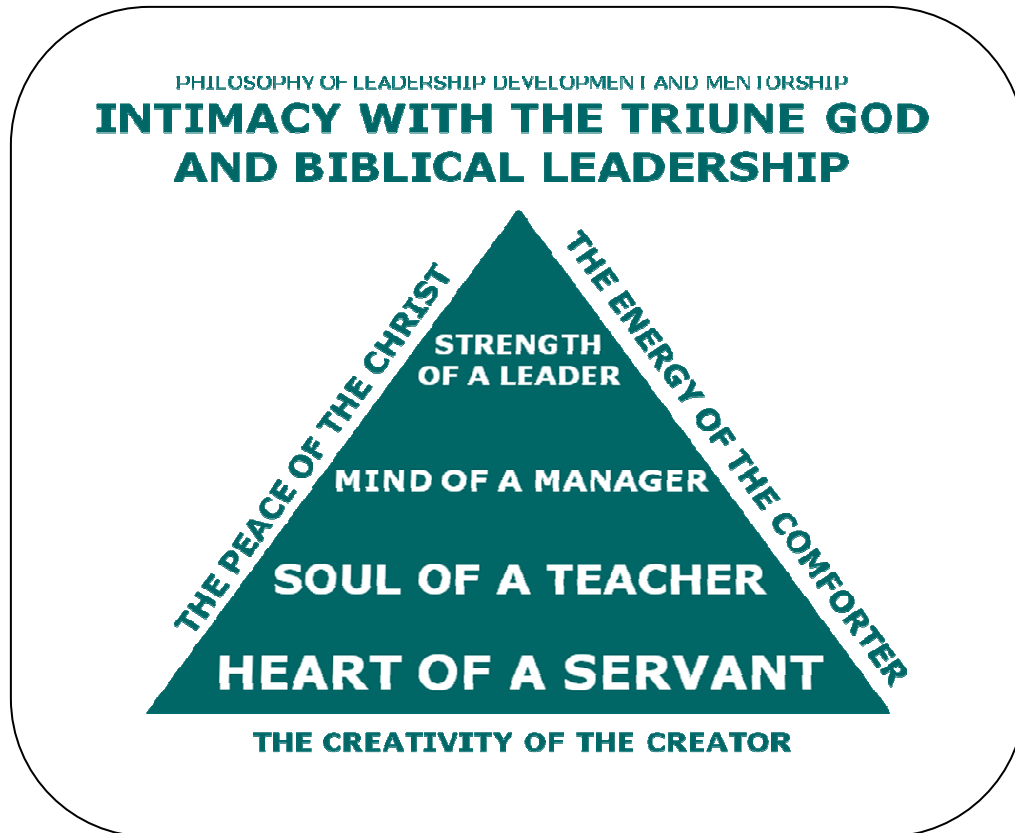 PHILOSOPHY OF LEADERSHIP DEVELOPMENT AND MENTORSHIP
INTIMACY WITH THE TRIUNE GOD
AND BIBLICAL LEADERSHIP
THE PEACE OF THE CHRIST
THE ENERGY OF THE COMFORTER
STRENGTH
OF A LEADER
MIND OF A MANAGER
SOUL OF A TEACHER
HEART OF A SERVANT
THE CREATIVITY OF THE CREATOR